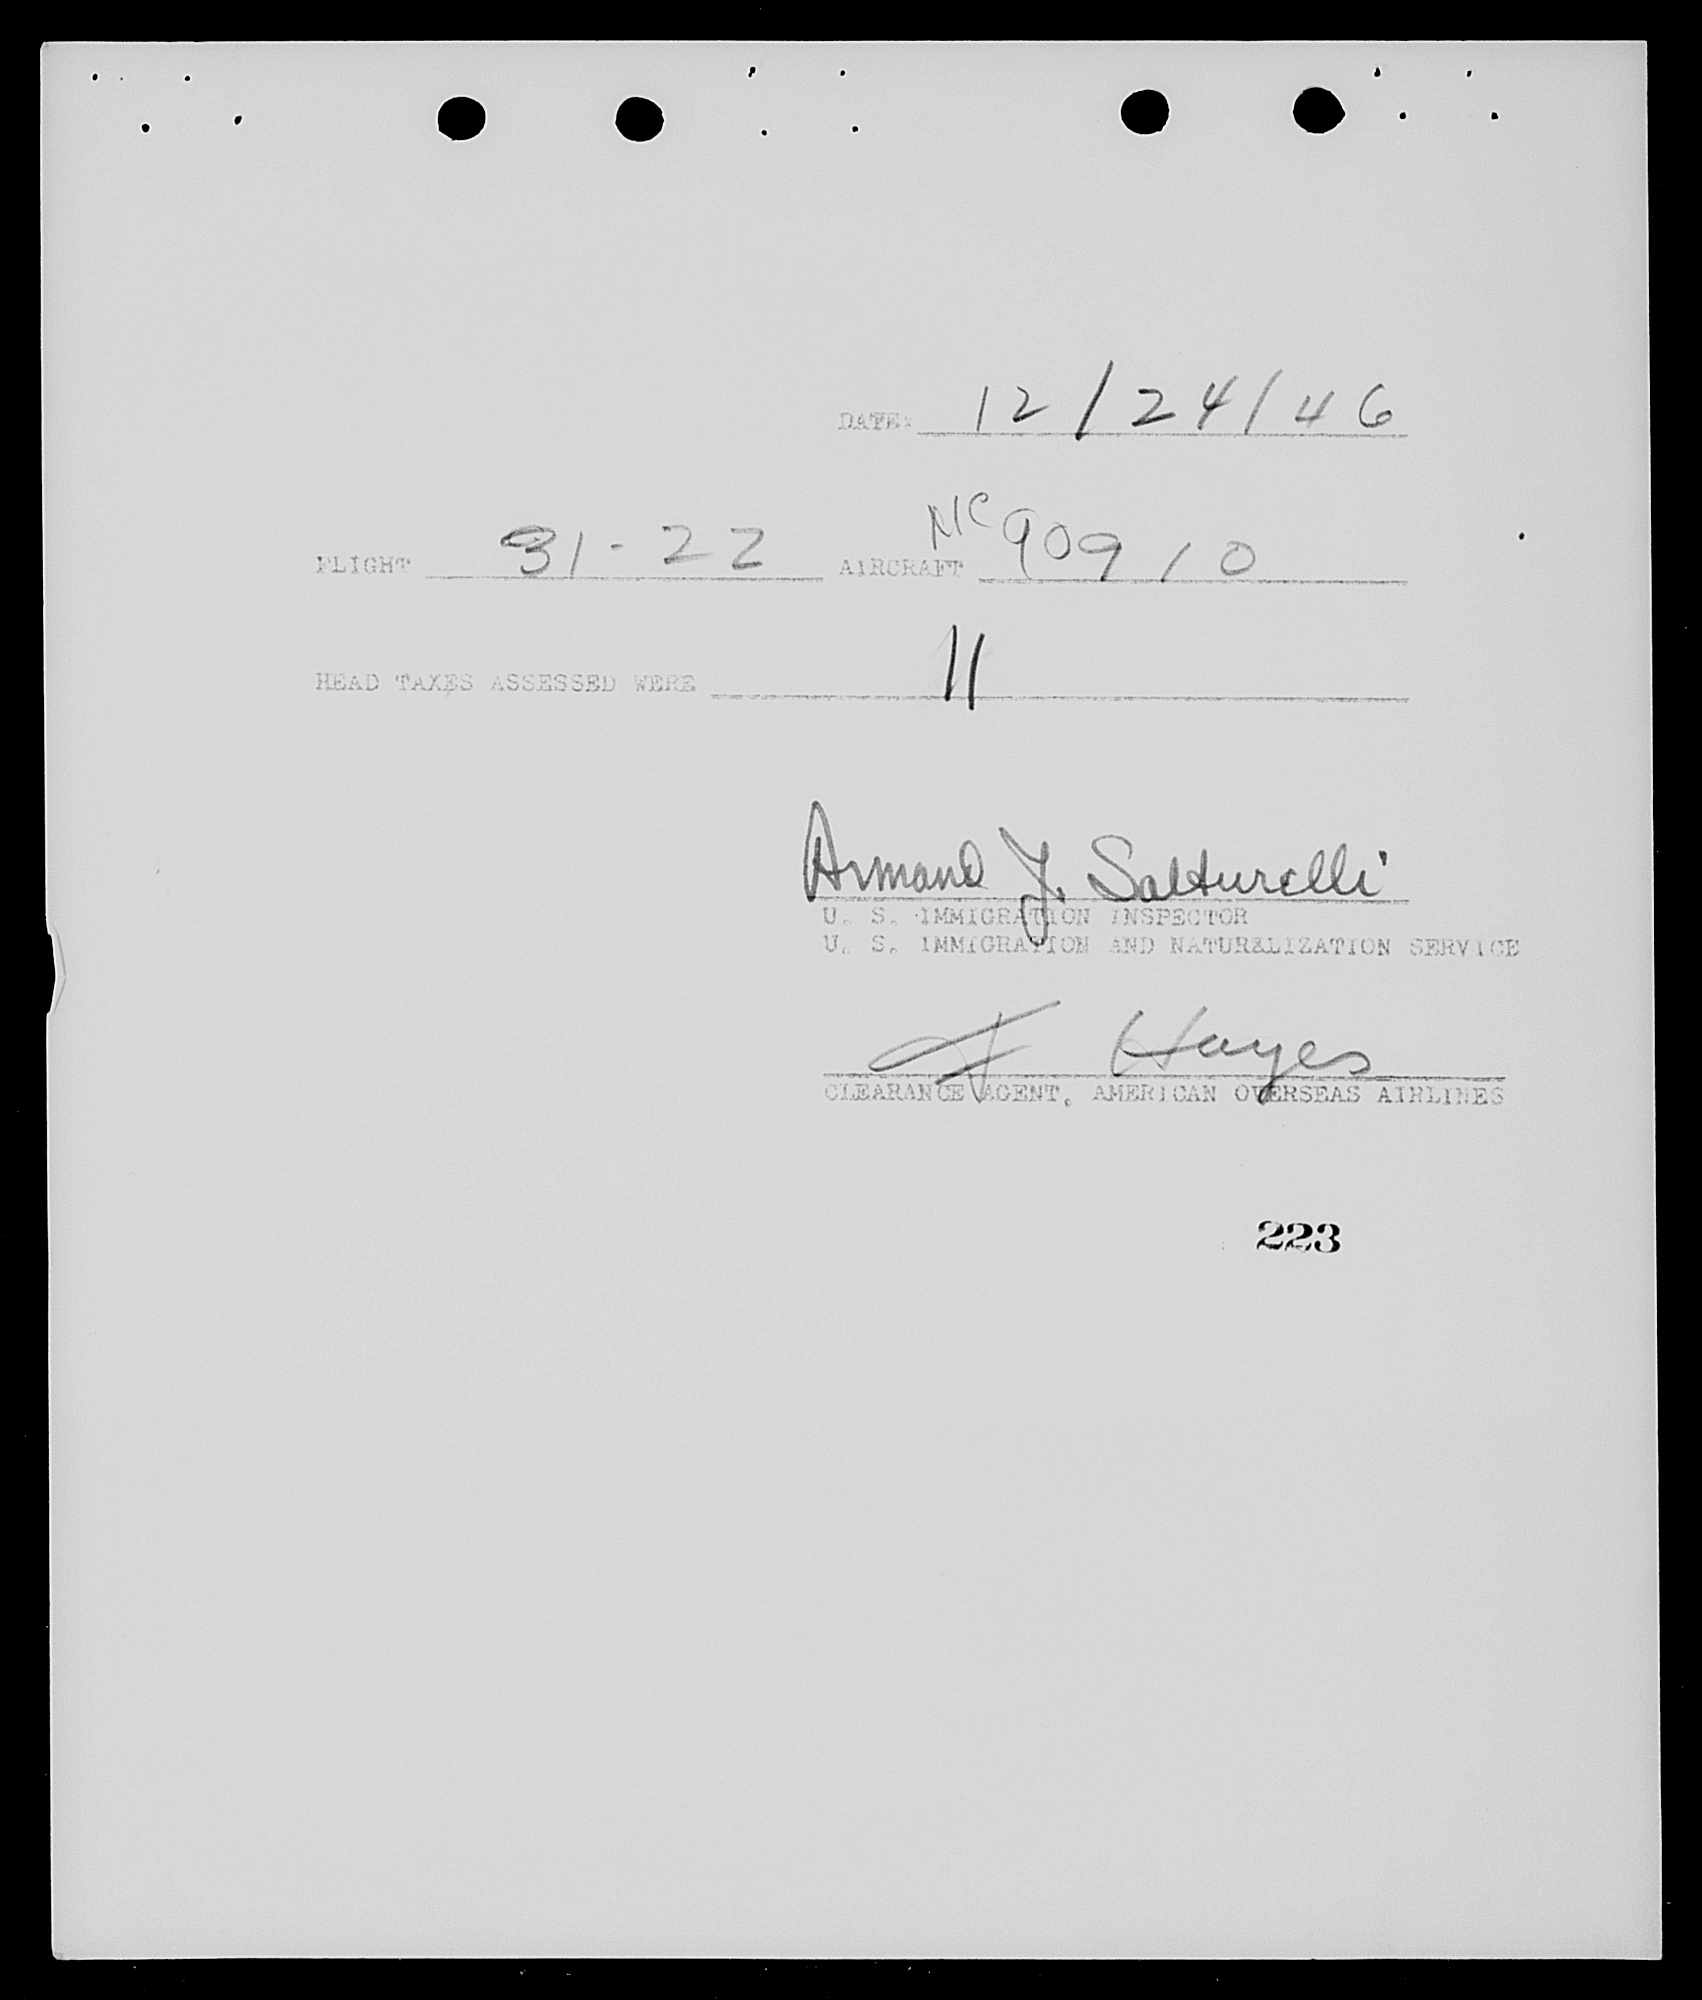 DATE: 12/24/46
FLIGHT 31-22 AIRCRAFT NC 90910
HEAD TAXES ASSESSED WERE 11
Armand J. Salturelli
U. S. IMMIGRATION INSPECTOR
U. S. IMMIGRATION AND NATURALIZATION SERVICE
Hayes
CLEARANCE AGENT, AMERICAN OVERSEAS AIRLINES
223